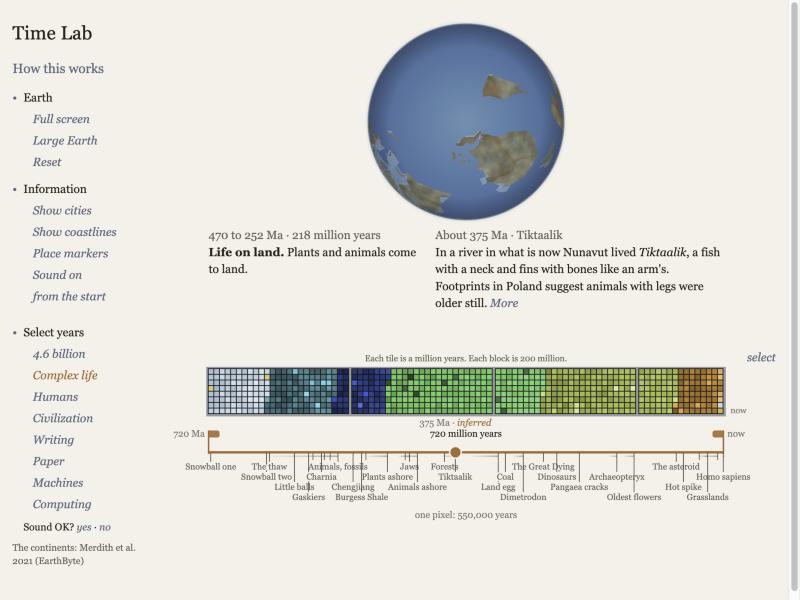 Time Lab
How this works
• Earth
Full screen
Large Earth
Reset
• Information
Show cities
Show coastlines
Place markers
Sound on
from the start
• Select years
4.6 billion
Complex life
Humans
Civilization
Writing
Paper
Machines
Computing
Sound OK? yes · no
The continents: Merdith et al.
2021 (EarthByte)
470 to 252 Ma · 218 million years
Life on land. Plants and animals come
to land.
About 375 Ma · Tiktaalik
In a river in what is now Nunavut lived Tiktaalik, a fish
with a neck and fins with bones like an arm's.
Footprints in Poland suggest animals with legs were
older still. More
Each tile is a million years. Each block is 200 million.
select
now
375 Ma · inferred
720 Ma
720 million years
now
Snowball one
The thaw
Animals, fossils
Jaws
Forests
The Great Dying
The asteroid
Snowball two
Charnia
Plants ashore
Tiktaalik
Coal
Dinosaurs
Archaeopteryx
Homo sapiens
Little balls
Chengjiang
Animals ashore
Land egg
Pangaea cracks
Hot spike
Gaskiers
Burgess Shale
Dimetrodon
Oldest flowers
Grasslands
one pixel: 550,000 years